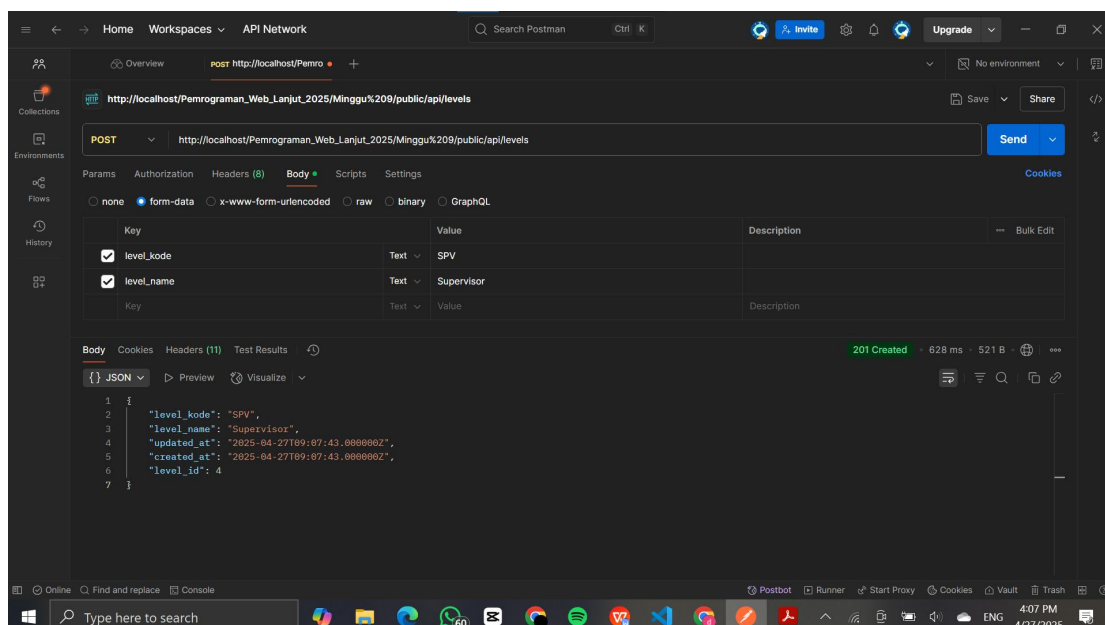 Home Workspaces API Network Search Postman Ctrl K Invite Upgrade
Overview POST http://localhost/Pemro No environment
HTTP http://localhost/Pemrograman_Web_Lanjut_2025/Minggu%209/public/api/levels Save Share
Collections
POST http://localhost/Pemrograman_Web_Lanjut_2025/Minggu%209/public/api/levels Send
Environments
Params Authorization Headers (8) Body Scripts Settings Cookies
Flows
none form-data x-www-form-urlencoded raw binary GraphQL
Key Value Description Bulk Edit
History
level_kode Text SPV
level_name Text Supervisor
Key Text Value Description
Body Cookies Headers (11) Test Results 201 Created 628 ms 521 B
{} JSON Preview Visualize
1 {
2 "level_kode": "SPV",
3 "level_name": "Supervisor",
4 "updated_at": "2025-04-27T09:07:43.000000Z",
5 "created_at": "2025-04-27T09:07:43.000000Z",
6 "level_id": 4
7 }
Online Find and replace Console Postbot Runner Start Proxy Cookies Vault Trash
Type here to search 60 ENG 4:07 PM
4/27/2025